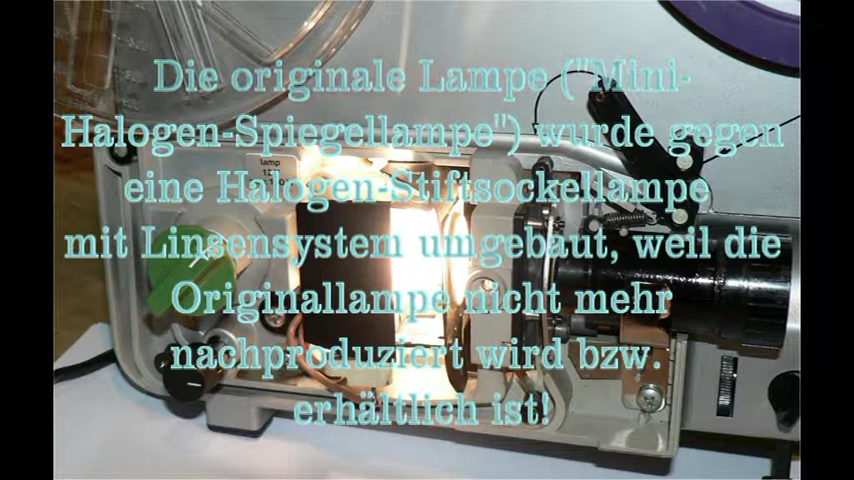 Die originale Lampe ("Mini-
Halogen-Spiegellampe") wurde gegen
eine Halogen-Stiftsockellampe
mit Linsensystem umgebaut, weil die
Originallampe nicht mehr
nachproduziert wird bzw.
erhältlich ist!
lamp